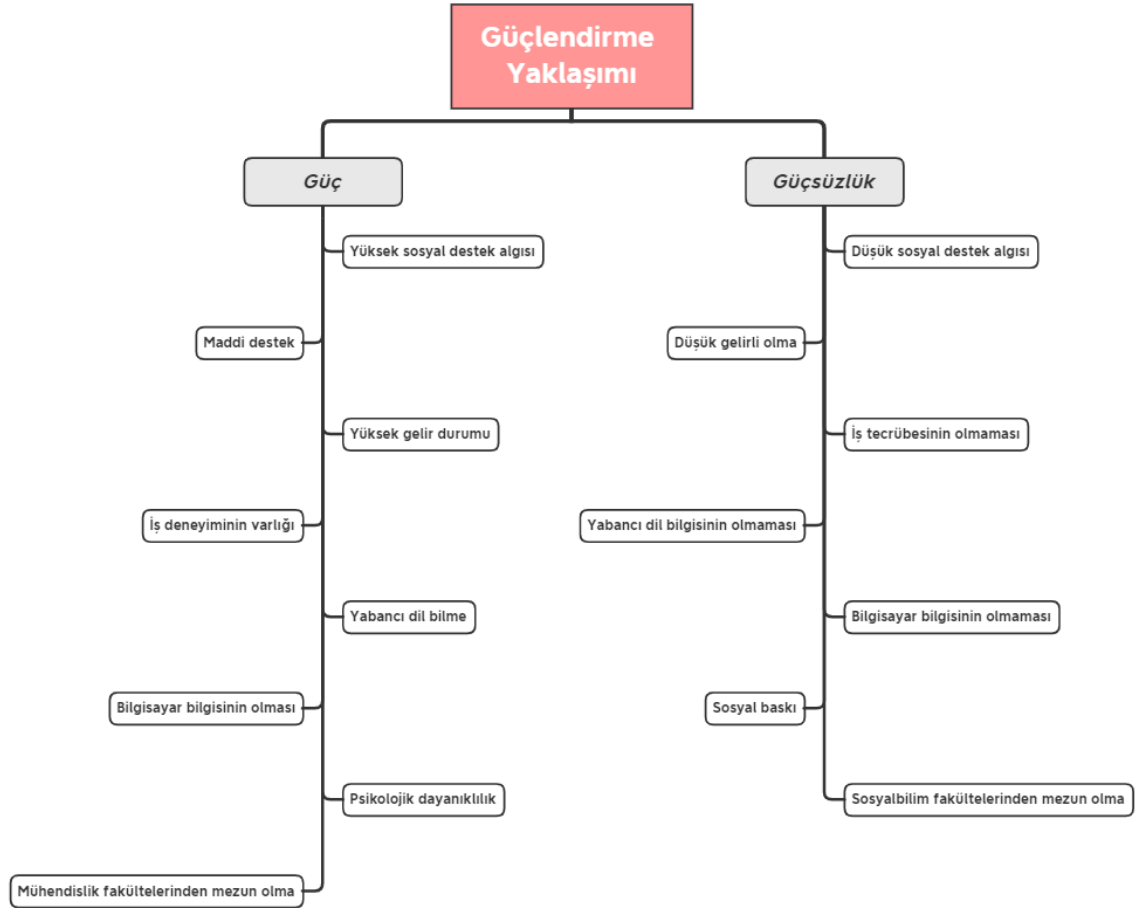 Güçlendirme
Yaklaşımı
Güç
Yüksek sosyal destek algısı
Maddi destek
Yüksek gelir durumu
İş deneyiminin varlığı
Yabancı dil bilme
Bilgisayar bilgisinin olması
Psikolojik dayanıklılık
Mühendislik fakültelerinden mezun olma
Güçsüzlük
Düşük sosyal destek algısı
Düşük gelirli olma
İş tecrübesinin olmaması
Yabancı dil bilgisinin olmaması
Bilgisayar bilgisinin olmaması
Sosyal baskı
Sosyalbilim fakültelerinden mezun olma